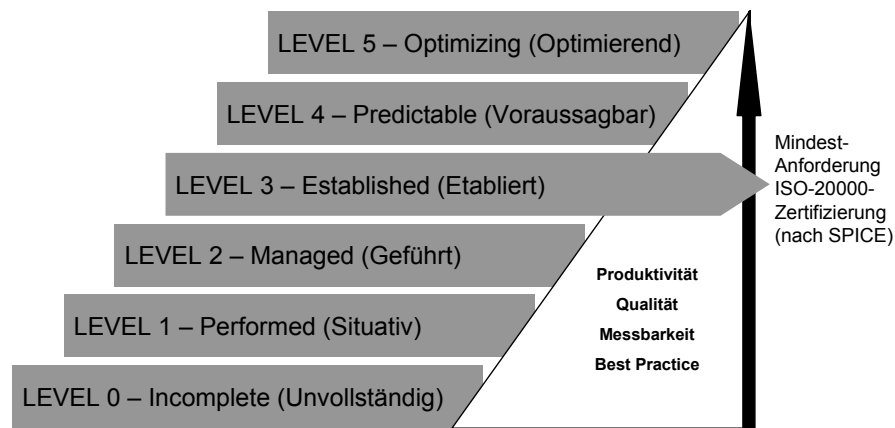 LEVEL 5 – Optimizing (Optimierend)
LEVEL 4 – Predictable (Voraussagbar)
LEVEL 3 – Established (Etabliert)
LEVEL 2 – Managed (Geführt)
LEVEL 1 – Performed (Situativ)
LEVEL 0 – Incomplete (Unvollständig)
Produktivität
Qualität
Messbarkeit
Best Practice
Mindest-
Anforderung
ISO-20000-
Zertifizierung
(nach SPICE)